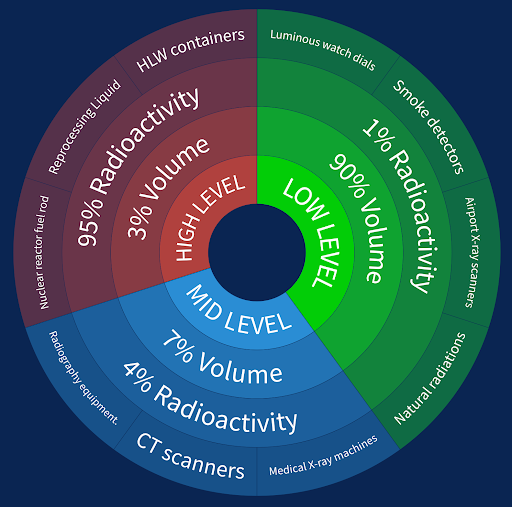 LOW LEVEL
90% Volume
1% Radioactivity
Luminous watch dials
Smoke detectors
Airport X-ray scanners
Natural radiations
MID LEVEL
7% Volume
4% Radioactivity
Medical X-ray machines
CT scanners
Radiography equipment.
HIGH LEVEL
3% Volume
95% Radioactivity
Nuclear reactor fuel rod
Reprocessing Liquid
HLW containers